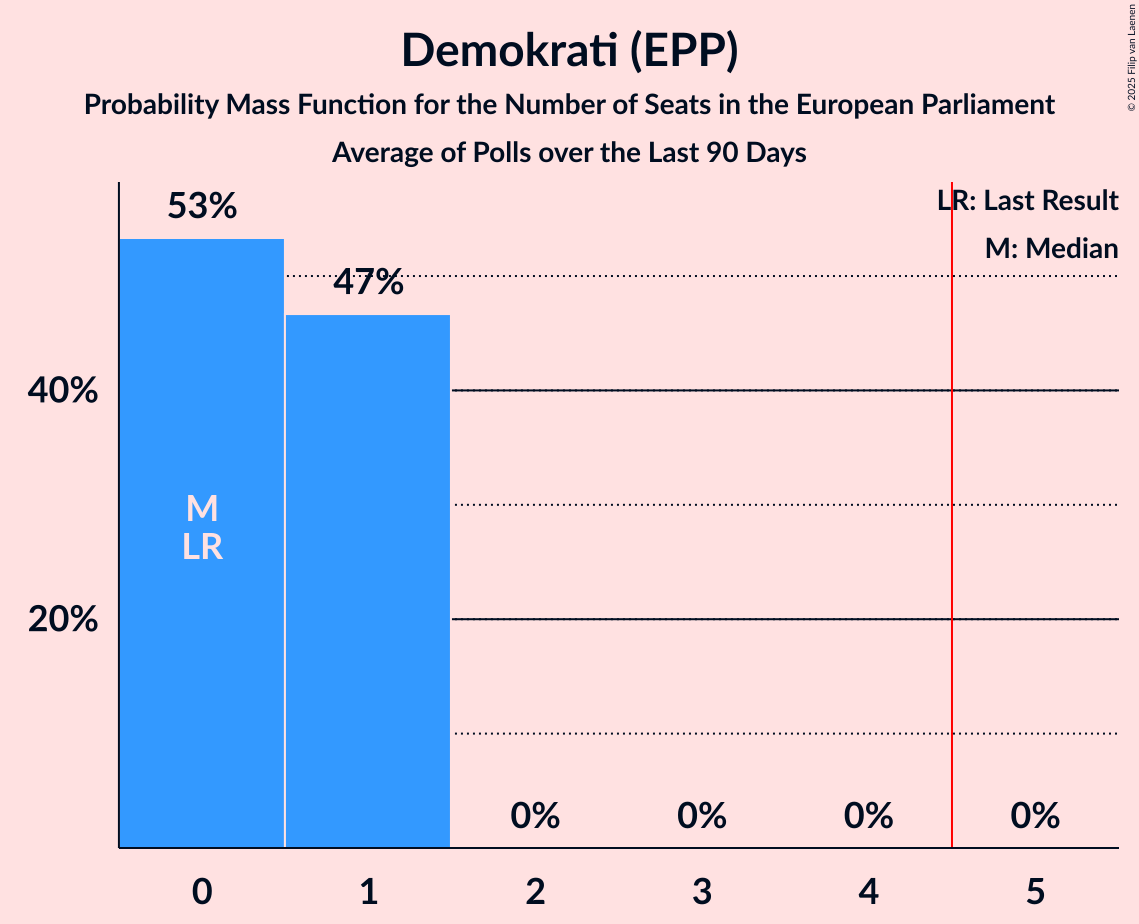 Demokrati (EPP)
Probability Mass Function for the Number of Seats in the European Parliament
Average of Polls over the Last 90 Days
© 2025 Filip van Laenen
LR: Last Result
M: Median
53%
47%
40%
20%
M
LR
0%
0%
0%
0%
0
1
2
3
4
5